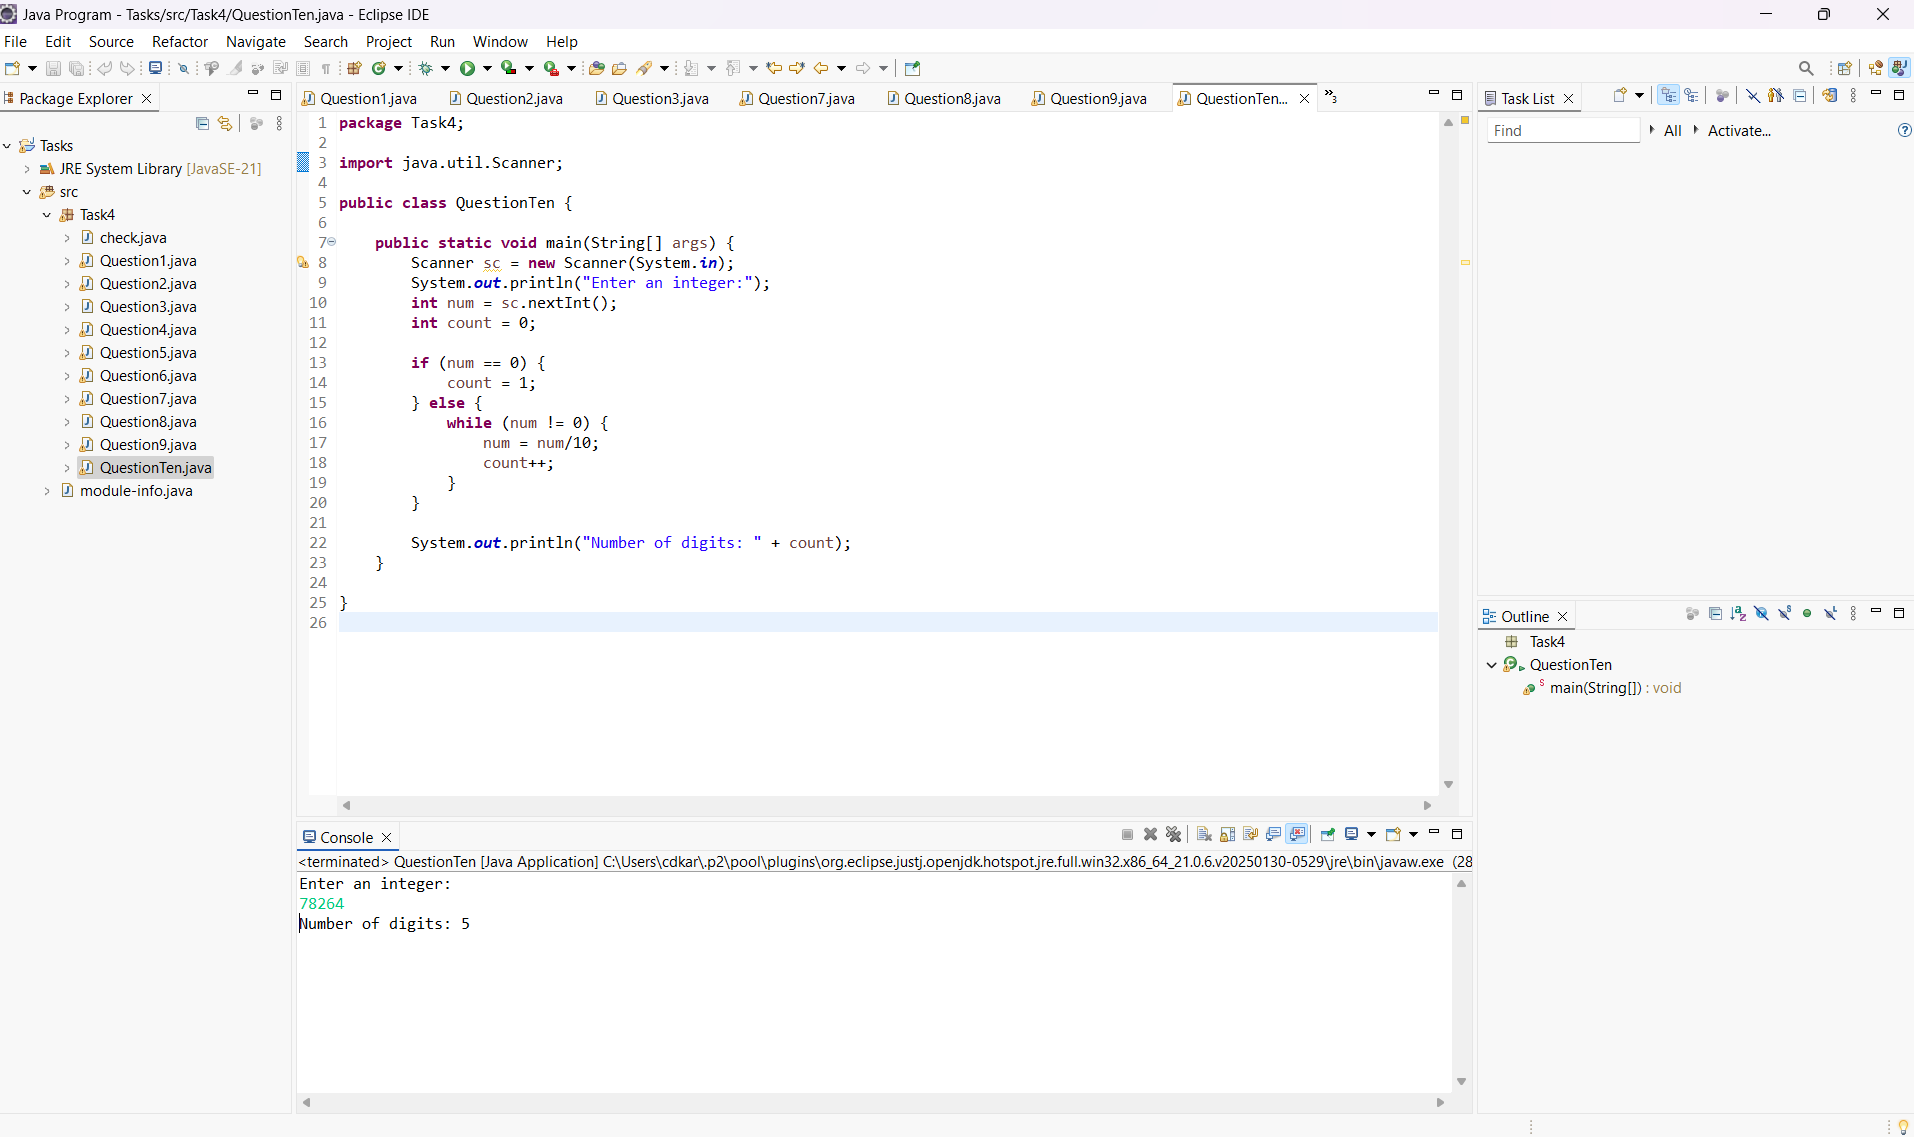 Java Program - Tasks/src/Task4/QuestionTen.java - Eclipse IDE
File Edit Source Refactor Navigate Search Project Run Window Help
Package Explorer
Tasks
JRE System Library [JavaSE-21]
src
Task4
check.java
Question1.java
Question2.java
Question3.java
Question4.java
Question5.java
Question6.java
Question7.java
Question8.java
Question9.java
QuestionTen.java
module-info.java
Question1.java Question2.java Question3.java Question7.java Question8.java Question9.java QuestionTen... »3
1 package Task4;
2
3 import java.util.Scanner;
4
5 public class QuestionTen {
6
7 public static void main(String[] args) {
8 Scanner sc = new Scanner(System.in);
9 System.out.println("Enter an integer:");
10 int num = sc.nextInt();
11 int count = 0;
12
13 if (num == 0) {
14 count = 1;
15 } else {
16 while (num != 0) {
17 num = num/10;
18 count++;
19 }
20 }
21
22 System.out.println("Number of digits: " + count);
23 }
24
25 }
26
Console
<terminated> QuestionTen [Java Application] C:\Users\cdkar\.p2\pool\plugins\org.eclipse.justj.openjdk.hotspot.jre.full.win32.x86_64_21.0.6.v20250130-0529\jre\bin\javaw.exe (28
Enter an integer:
78264
Number of digits: 5
Task List
Find All Activate...
Outline
Task4
QuestionTen
main(String[]) : void